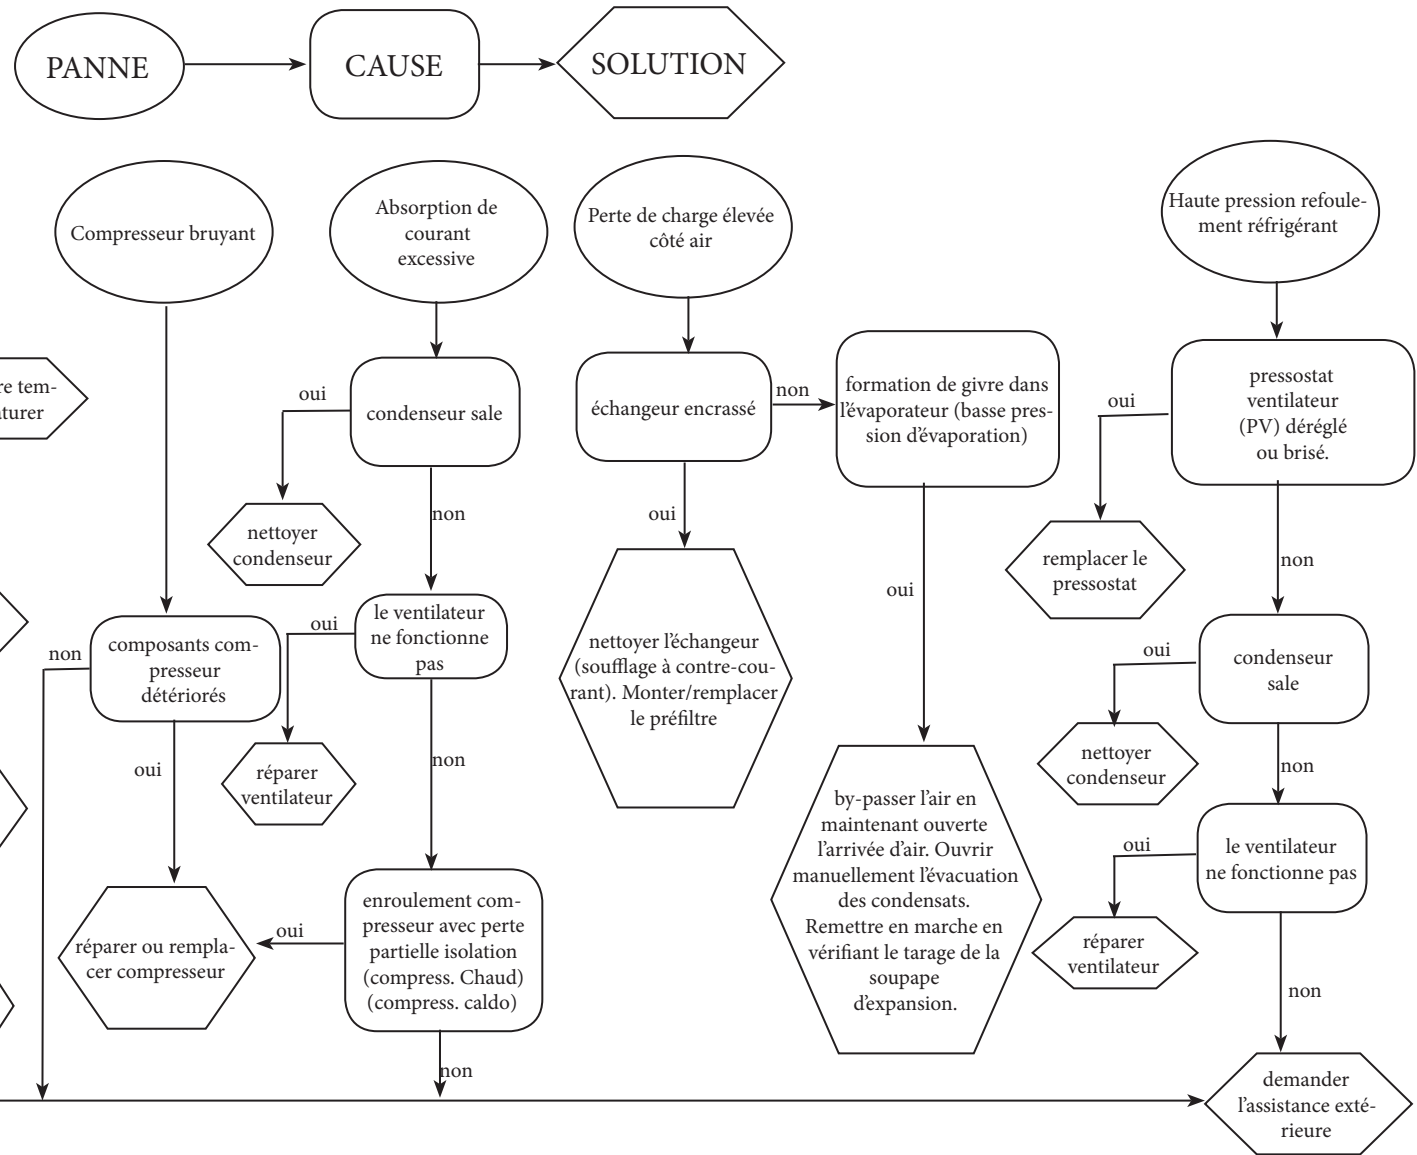 PANNE
CAUSE
SOLUTION
Compresseur bruyant
Absorption de
courant
excessive
Perte de charge élevée
côté air
Haute pression refoule-
ment réfrigérant
re tem-
turer
condenseur sale
oui
non
nettoyer
condenseur
échangeur encrassé
non
oui
formation de givre dans
l'évaporateur (basse pres-
sion d'évaporation)
oui
pressostat
ventilateur
(PV) déréglé
ou brisé.
oui
non
remplacer le
pressostat
composants com-
presseur
détériorés
non
oui
le ventilateur
ne fonctionne
pas
oui
non
réparer
ventilateur
nettoyer l'échangeur
(soufflage à contre-cou-
rant). Monter/remplacer
le préfiltre
condenseur
sale
oui
non
nettoyer
condenseur
by-passer l'air en
maintenant ouverte
l'arrivée d'air. Ouvrir
manuellement l'évacuation
des condensats.
Remettre en marche en
vérifiant le tarage de la
soupape
d'expansion.
le ventilateur
ne fonctionne pas
oui
non
réparer
ventilateur
réparer ou rempla-
cer compresseur
oui
enroulement com-
presseur avec perte
partielle isolation
(compress. Chaud)
(compress. caldo)
non
demander
l'assistance exté-
rieure